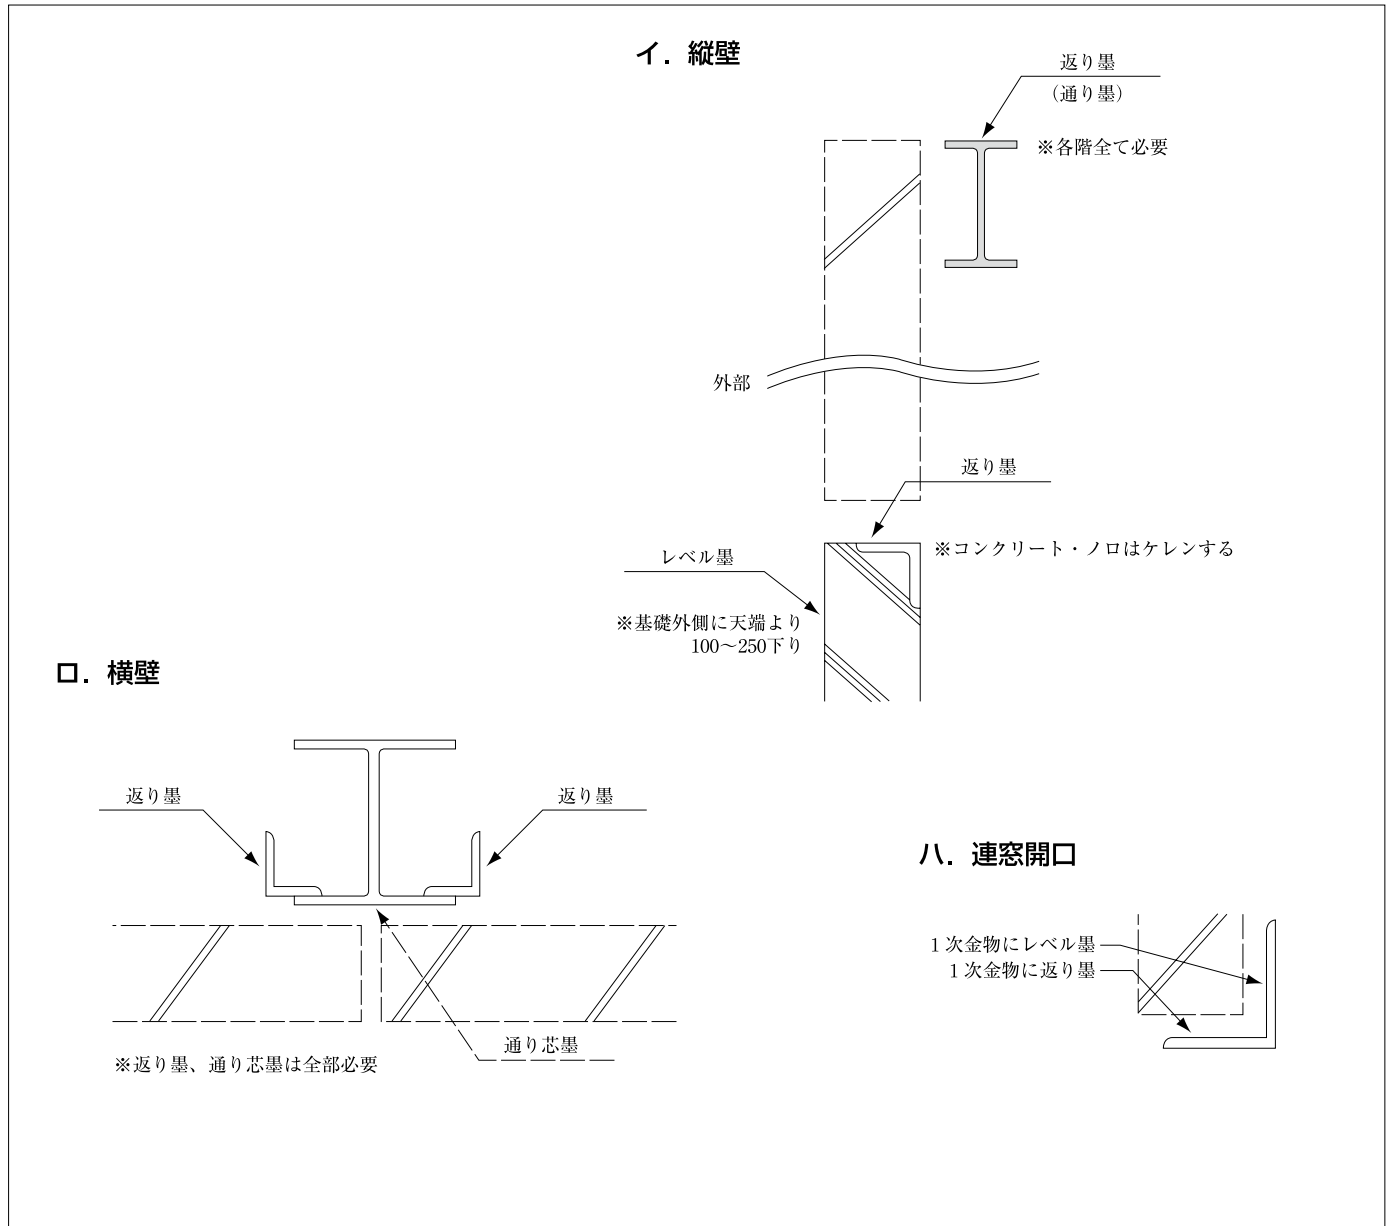 イ．縦壁
返り墨
（通り墨）
※各階全て必要
外部
返り墨
※コンクリート・ノロはケレンする
レベル墨
※基礎外側に天端より
100〜250下り
ロ．横壁
返り墨
返り墨
通り芯墨
※返り墨、通り芯墨は全部必要
ハ．連窓開口
1次金物にレベル墨
1次金物に返り墨